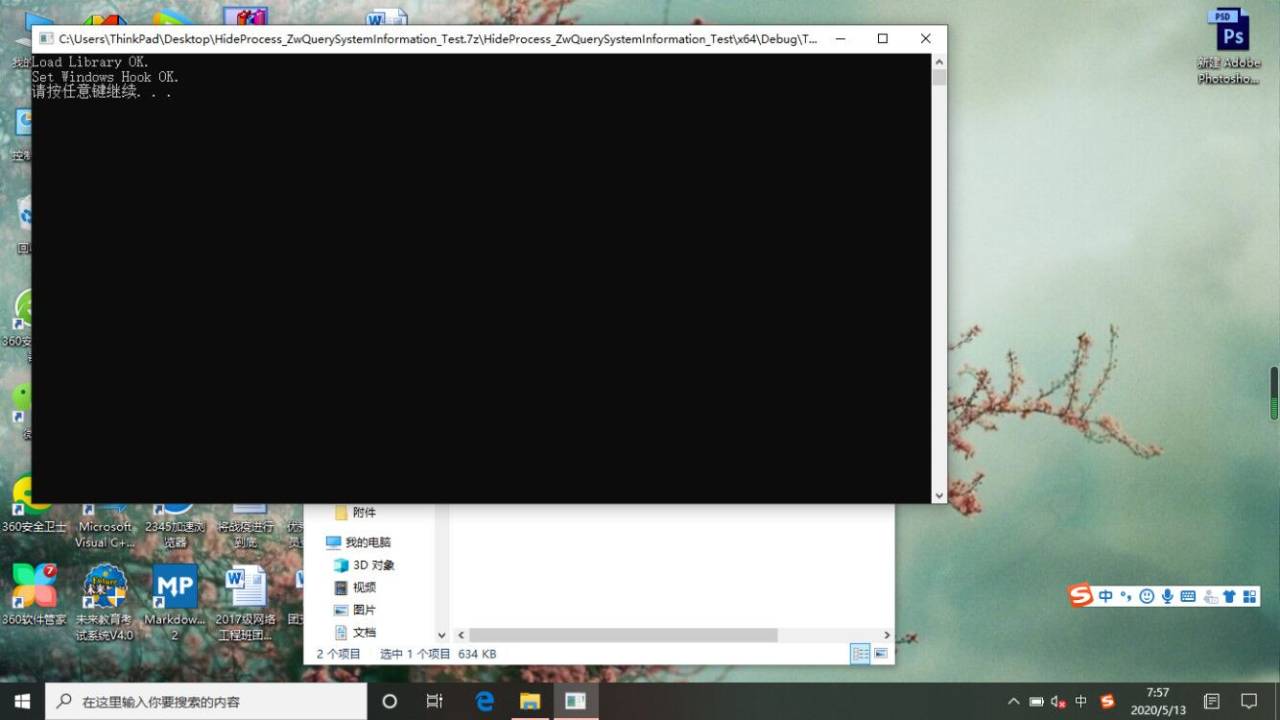 C:\Users\ThinkPad\Desktop\HideProcess_ZwQuerySystemInformation_Test.7z\HideProcess_ZwQuerySystemInformation_Test\x64\Debug\T...
Load Library OK.
Set Windows Hook OK.
请按任意键继续. . .
PSD
Ps
新建 Adobe
Photosho...
360安全卫士
Microsoft
Visual C+...
2345加速浏
览器
将战疫进行
到底
附件
我的电脑
3D 对象
视频
图片
文档
7
360软件管家
未来教育考
试系统V4.0
MP
Markdow...
2
2017级网络
工程班团...
2 个项目
选中 1 个项目
634 KB
中
在这里输入你要搜索的内容
中
7:57
2020/5/13